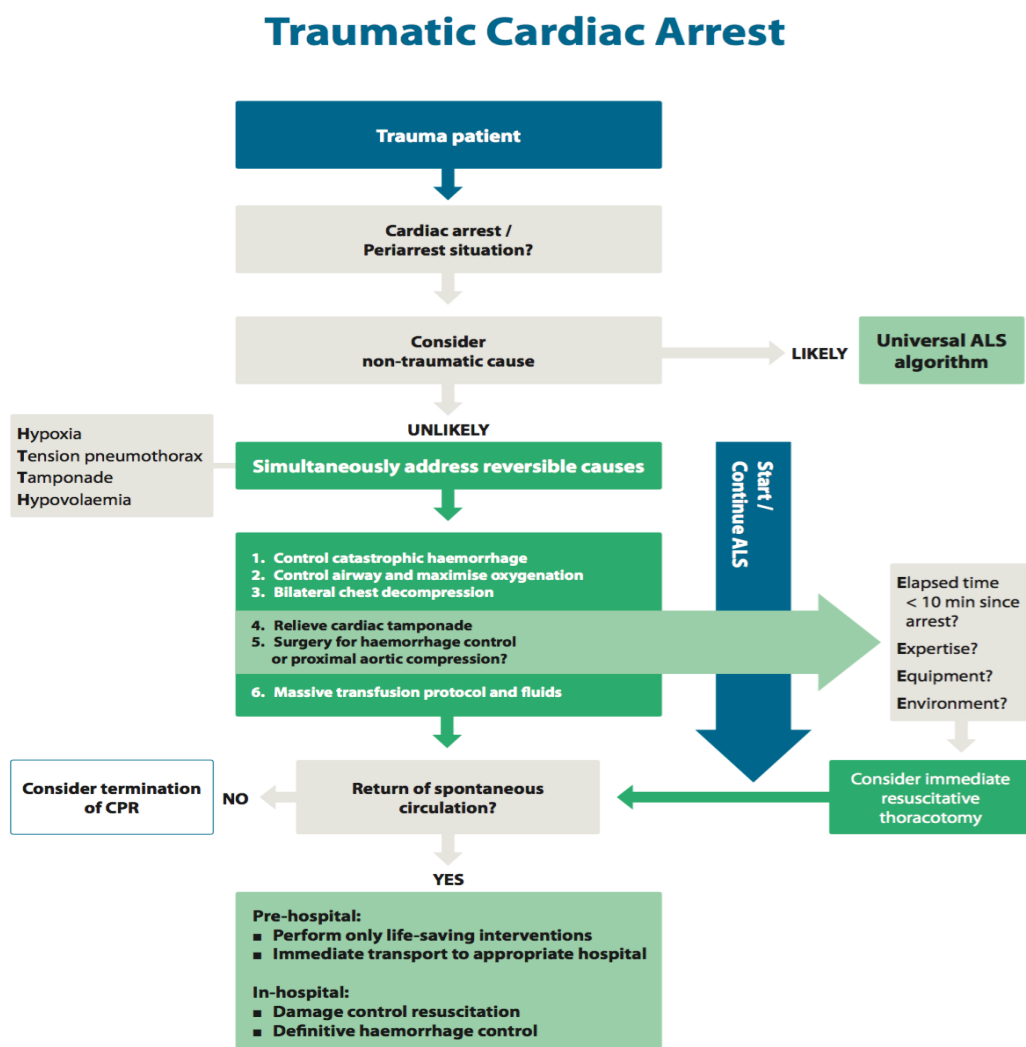 Traumatic Cardiac Arrest
Trauma patient
Cardiac arrest /
Periarrest situation?
Consider
non-traumatic cause
LIKELY
Universal ALS
algorithm
UNLIKELY
Hypoxia
Tension pneumothorax
Tamponade
Hypovolaemia
Simultaneously address reversible causes
Start /
Continue ALS
1. Control catastrophic haemorrhage
2. Control airway and maximise oxygenation
3. Bilateral chest decompression
4. Relieve cardiac tamponade
5. Surgery for haemorrhage control
or proximal aortic compression?
6. Massive transfusion protocol and fluids
Elapsed time
< 10 min since
arrest?
Expertise?
Equipment?
Environment?
Consider immediate
resuscitative
thoracotomy
Return of spontaneous
circulation?
NO
Consider termination
of CPR
YES
Pre-hospital:
■ Perform only life-saving interventions
■ Immediate transport to appropriate hospital
In-hospital:
■ Damage control resuscitation
■ Definitive haemorrhage control